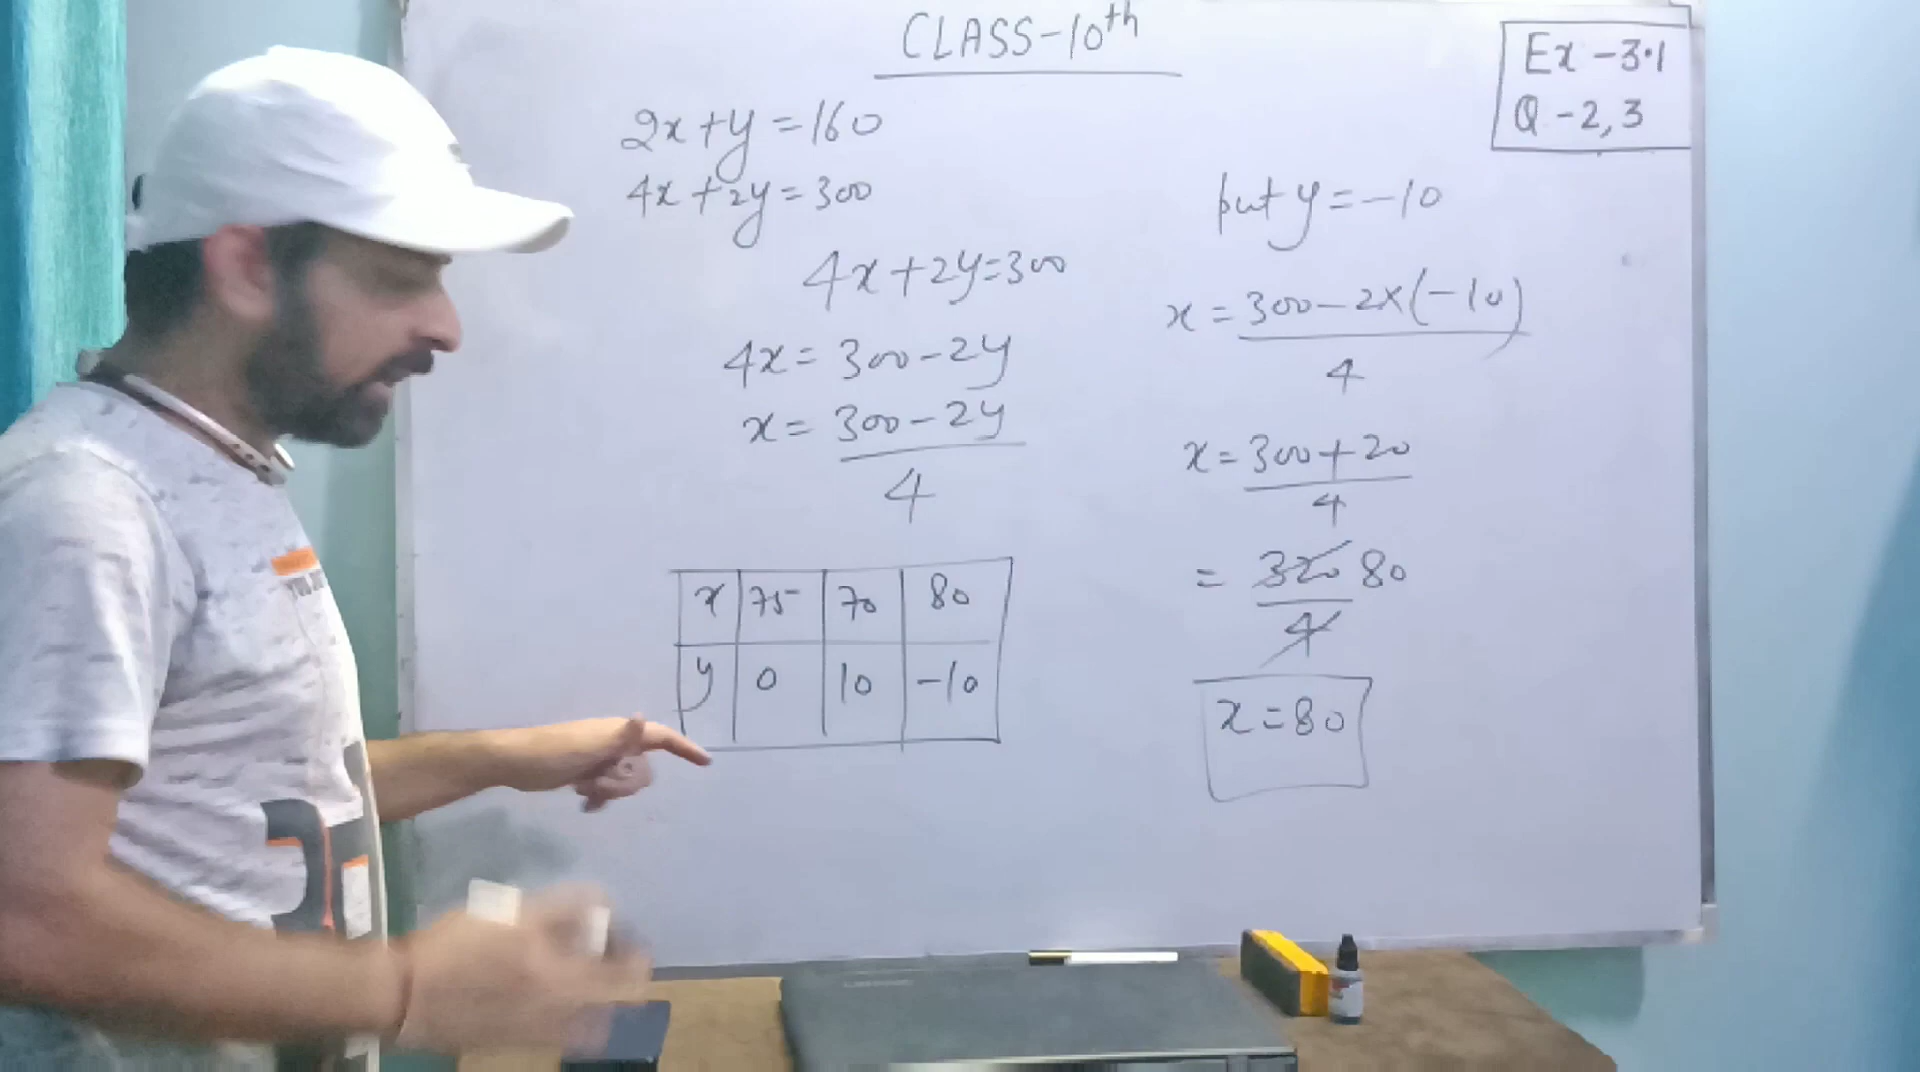 CLASS-10th
Ex - 3.1
Q - 2, 3
2x + y = 160
4x + 2y = 300
4x + 2y = 300
4x = 300 - 2y
x = 300 - 2y
4
x 75 70 80
y 0 10 -10
put y = -10
x = 300 - 2x(-10)
4
x = 300 + 20
4
= 320 80
4
x = 80